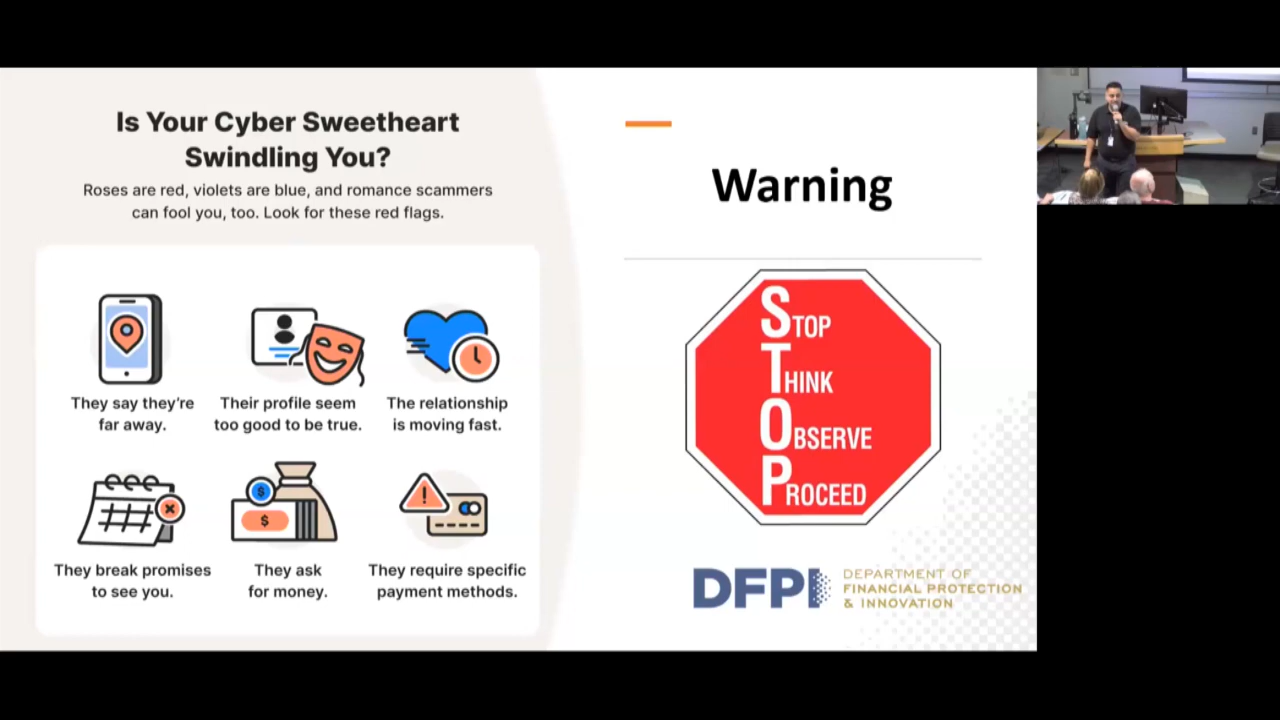 Is Your Cyber Sweetheart
Swindling You?
Roses are red, violets are blue, and romance scammers
can fool you, too. Look for these red flags.
They say they're
far away.
Their profile seem
too good to be true.
The relationship
is moving fast.
They break promises
to see you.
$
$
They ask
for money.
!
They require specific
payment methods.
Warning
STOP
THINK
OBSERVE
PROCEED
DFPI
DEPARTMENT OF
FINANCIAL PROTECTION
& INNOVATION